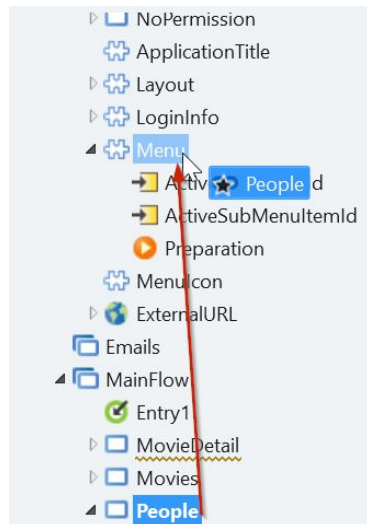 NoPermission
ApplicationTitle
Layout
LoginInfo
Menu
Activ People d
ActiveSubMenuItemId
Preparation
MenuIcon
ExternalURL
Emails
MainFlow
Entry1
MovieDetail
Movies
People